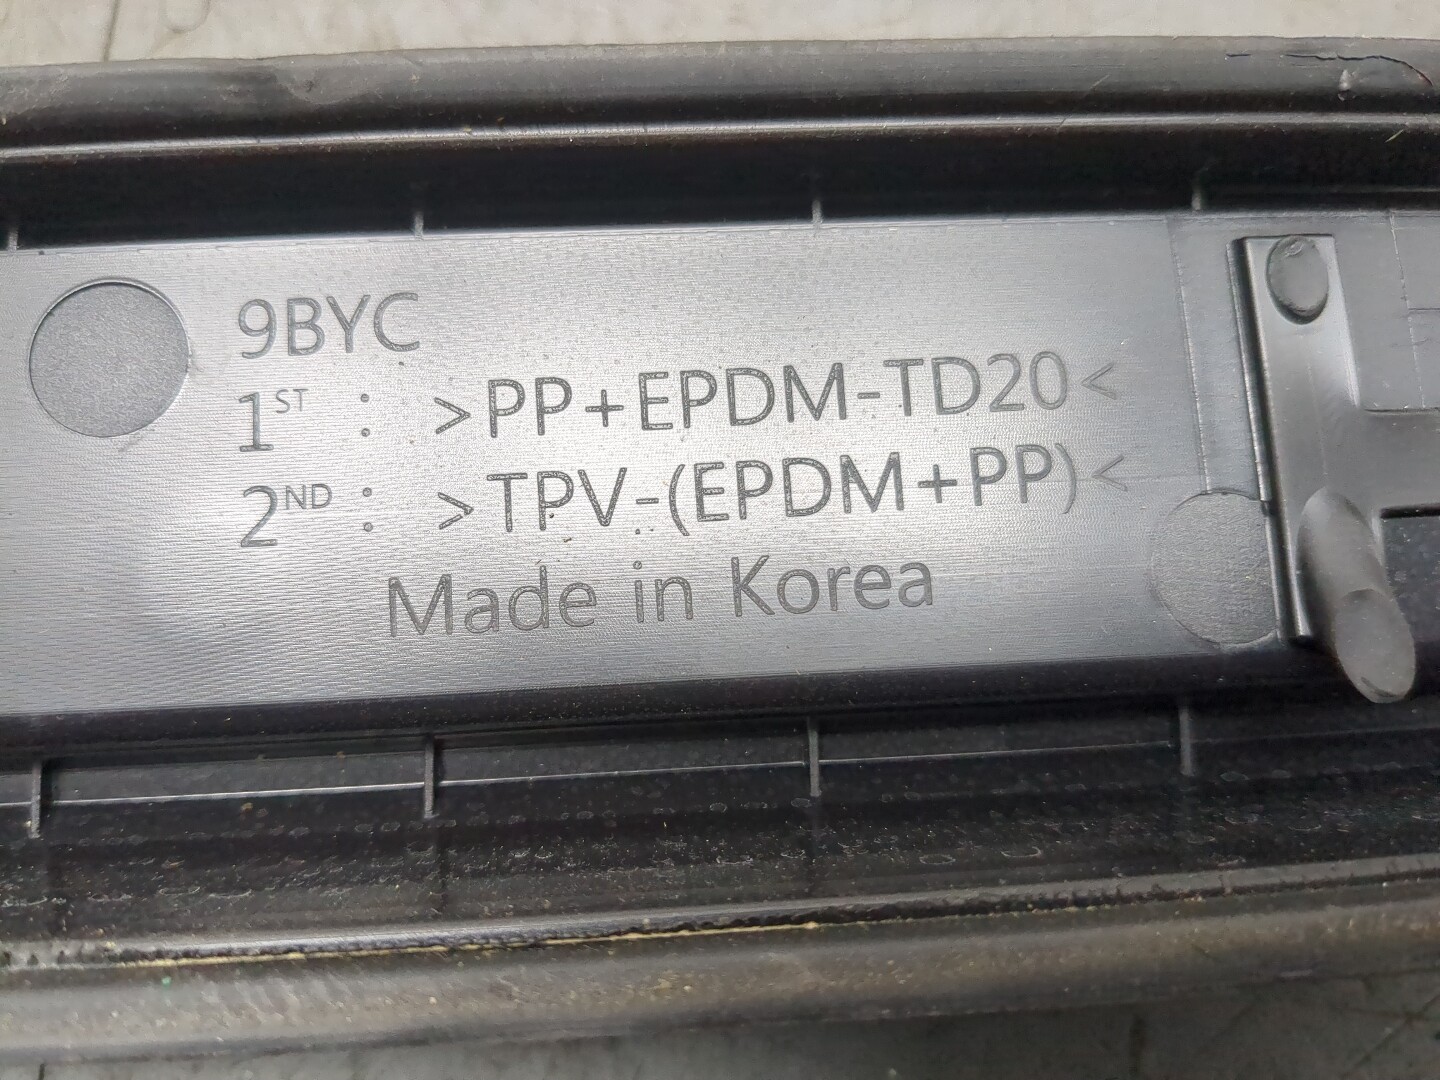 9BYC
1ST : >PP+EPDM-TD20<
2ND : >TPV-(EPDM+PP)<
Made in Korea